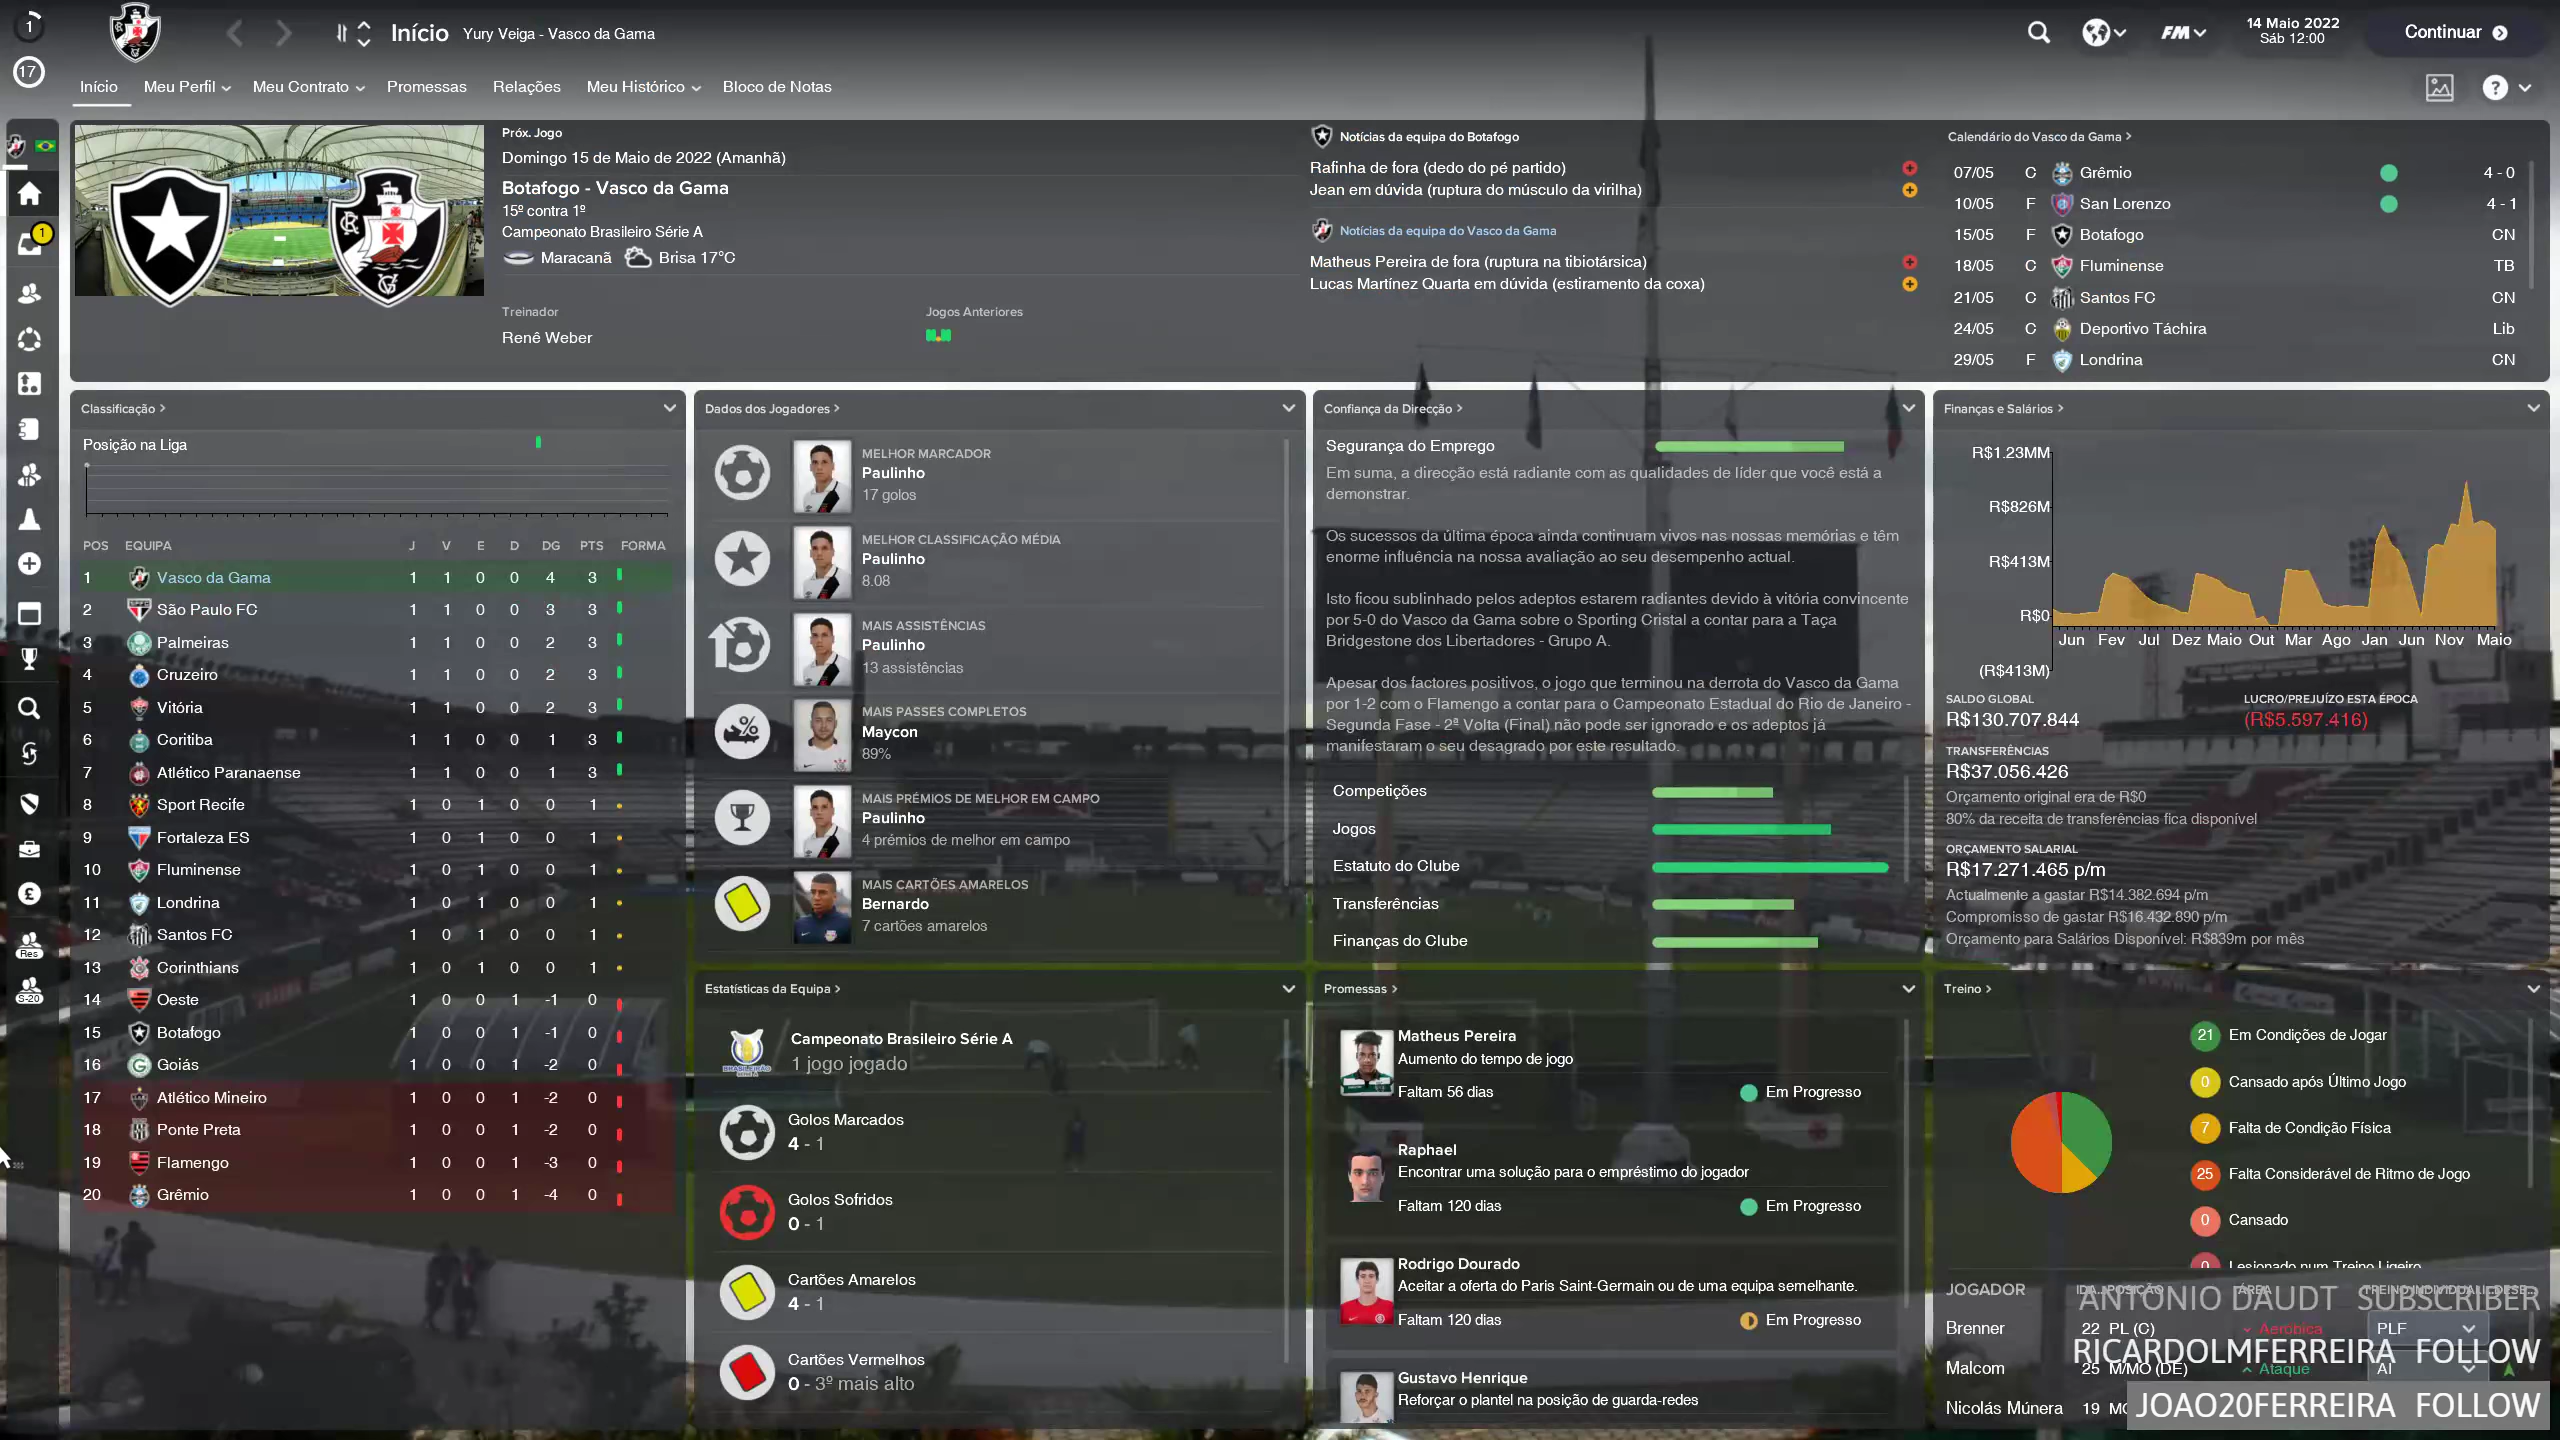 1
17
Início Yury Veiga - Vasco da Gama
FM
14 Maio 2022
Sáb 12:00
Continuar
Início Meu Perfil Meu Contrato Promessas Relações Meu Histórico Bloco de Notas
Próx. Jogo
Domingo 15 de Maio de 2022 (Amanhã)
Botafogo - Vasco da Gama
15º contra 1º
Campeonato Brasileiro Série A
Maracanã Brisa 17°C
Treinador Jogos Anteriores
Renê Weber
Notícias da equipa do Botafogo
Rafinha de fora (dedo do pé partido)
Jean em dúvida (ruptura do músculo da virilha)
Notícias da equipa do Vasco da Gama
Matheus Pereira de fora (ruptura na tibiotársica)
Lucas Martínez Quarta em dúvida (estiramento da coxa)
Calendário do Vasco da Gama >
07/05 C Grêmio 4 - 0
10/05 F San Lorenzo 4 - 1
15/05 F Botafogo CN
18/05 C Fluminense TB
21/05 C Santos FC CN
24/05 C Deportivo Táchira Lib
29/05 F Londrina CN
1
Res
S-20
Classificação >
Posição na Liga
POS EQUIPA J V E D DG PTS FORMA
1 Vasco da Gama 1 1 0 0 4 3
2 São Paulo FC 1 1 0 0 3 3
3 Palmeiras 1 1 0 0 2 3
4 Cruzeiro 1 1 0 0 2 3
5 Vitória 1 1 0 0 2 3
6 Coritiba 1 1 0 0 1 3
7 Atlético Paranaense 1 1 0 0 1 3
8 Sport Recife 1 0 1 0 0 1
9 Fortaleza ES 1 0 1 0 0 1
10 Fluminense 1 0 1 0 0 1
11 Londrina 1 0 1 0 0 1
12 Santos FC 1 0 1 0 0 1
13 Corinthians 1 0 1 0 0 1
14 Oeste 1 0 0 1 -1 0
15 Botafogo 1 0 0 1 -1 0
16 Goiás 1 0 0 1 -2 0
17 Atlético Mineiro 1 0 0 1 -2 0
18 Ponte Preta 1 0 0 1 -2 0
19 Flamengo 1 0 0 1 -3 0
20 Grêmio 1 0 0 1 -4 0
Dados dos Jogadores >
MELHOR MARCADOR
Paulinho
17 golos
MELHOR CLASSIFICAÇÃO MÉDIA
Paulinho
8.08
MAIS ASSISTÊNCIAS
Paulinho
13 assistências
MAIS PASSES COMPLETOS
Maycon
89%
MAIS PRÉMIOS DE MELHOR EM CAMPO
Paulinho
4 prémios de melhor em campo
MAIS CARTÕES AMARELOS
Bernardo
7 cartões amarelos
Confiança da Direcção >
Segurança do Emprego
Em suma, a direcção está radiante com as qualidades de líder que você está a
demonstrar.
Os sucessos da última época ainda continuam vivos nas nossas memórias e têm
enorme influência na nossa avaliação ao seu desempenho actual.
Isto ficou sublinhado pelos adeptos estarem radiantes devido à vitória convincente
por 5-0 do Vasco da Gama sobre o Sporting Cristal a contar para a Taça
Bridgestone dos Libertadores - Grupo A.
Apesar dos factores positivos, o jogo que terminou na derrota do Vasco da Gama
por 1-2 com o Flamengo a contar para o Campeonato Estadual do Rio de Janeiro -
Segunda Fase - 2ª Volta (Final) não pode ser ignorado e os adeptos já
manifestaram o seu desagrado por este resultado.
Competições
Jogos
Estatuto do Clube
Transferências
Finanças do Clube
Finanças e Salários >
R$1.23MM
R$826M
R$413M
R$0
Jun Fev Jul Dez Maio Out Mar Ago Jan Jun Nov Maio
(R$413M)
SALDO GLOBAL LUCRO/PREJUÍZO ESTA ÉPOCA
R$130.707.844 (R$5.597.416)
TRANSFERÊNCIAS
R$37.056.426
Orçamento original era de R$0
80% da receita de transferências fica disponível
ORÇAMENTO SALARIAL
R$17.271.465 p/m
Actualmente a gastar R$14.382.694 p/m
Compromisso de gastar R$16.432.890 p/m
Orçamento para Salários Disponível: R$839m por mês
Estatísticas da Equipa >
Campeonato Brasileiro Série A
1 jogo jogado
Golos Marcados
4 - 1
Golos Sofridos
0 - 1
Cartões Amarelos
4 - 1
Cartões Vermelhos
0 - 3º mais alto
Promessas >
Matheus Pereira
Aumento do tempo de jogo
Faltam 56 dias Em Progresso
Raphael
Encontrar uma solução para o empréstimo do jogador
Faltam 120 dias Em Progresso
Rodrigo Dourado
Aceitar a oferta do Paris Saint-Germain ou de uma equipa semelhante.
Faltam 120 dias Em Progresso
Gustavo Henrique
Reforçar o plantel na posição de guarda-redes
Treino >
21 Em Condições de Jogar
0 Cansado após Último Jogo
7 Falta de Condição Física
25 Falta Considerável de Ritmo de Jogo
0 Cansado
0 Lesionado num Treino Ligeiro
JOGADOR IDA... POSIÇÃO ÁREA TREINO INDIVIDUALI... DESE...
ANTONIO DAUDT SUBSCRIBER
Brenner 22 PL (C) Aeróbica PLF
RICARDOLMFERREIRA FOLLOW
Malcom 25 M/MO (DE) Ataque AI
Nicolás Múnera 19
JOAO20FERREIRA FOLLOW